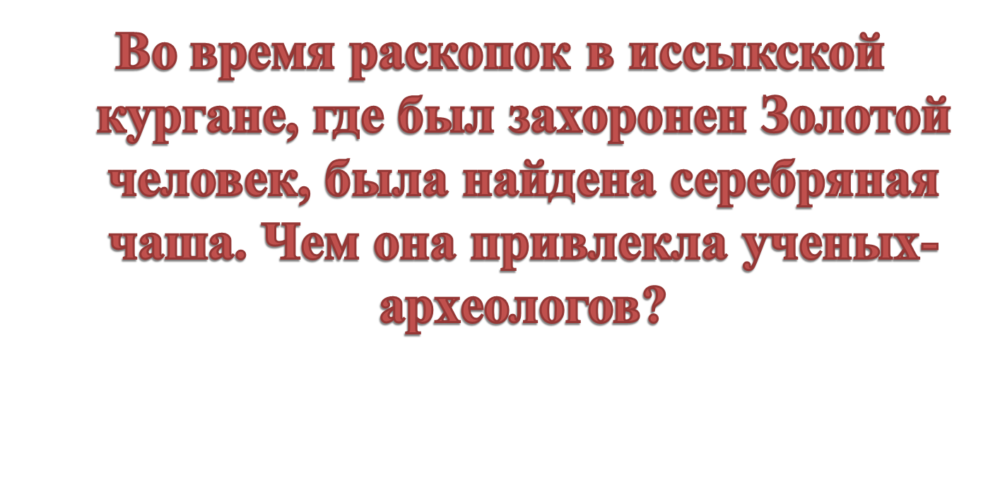 Во время раскопок в иссыкской
кургане, где был захоронен Золотой
человек, была найдена серебряная
чаша. Чем она привлекла ученых-
археологов?